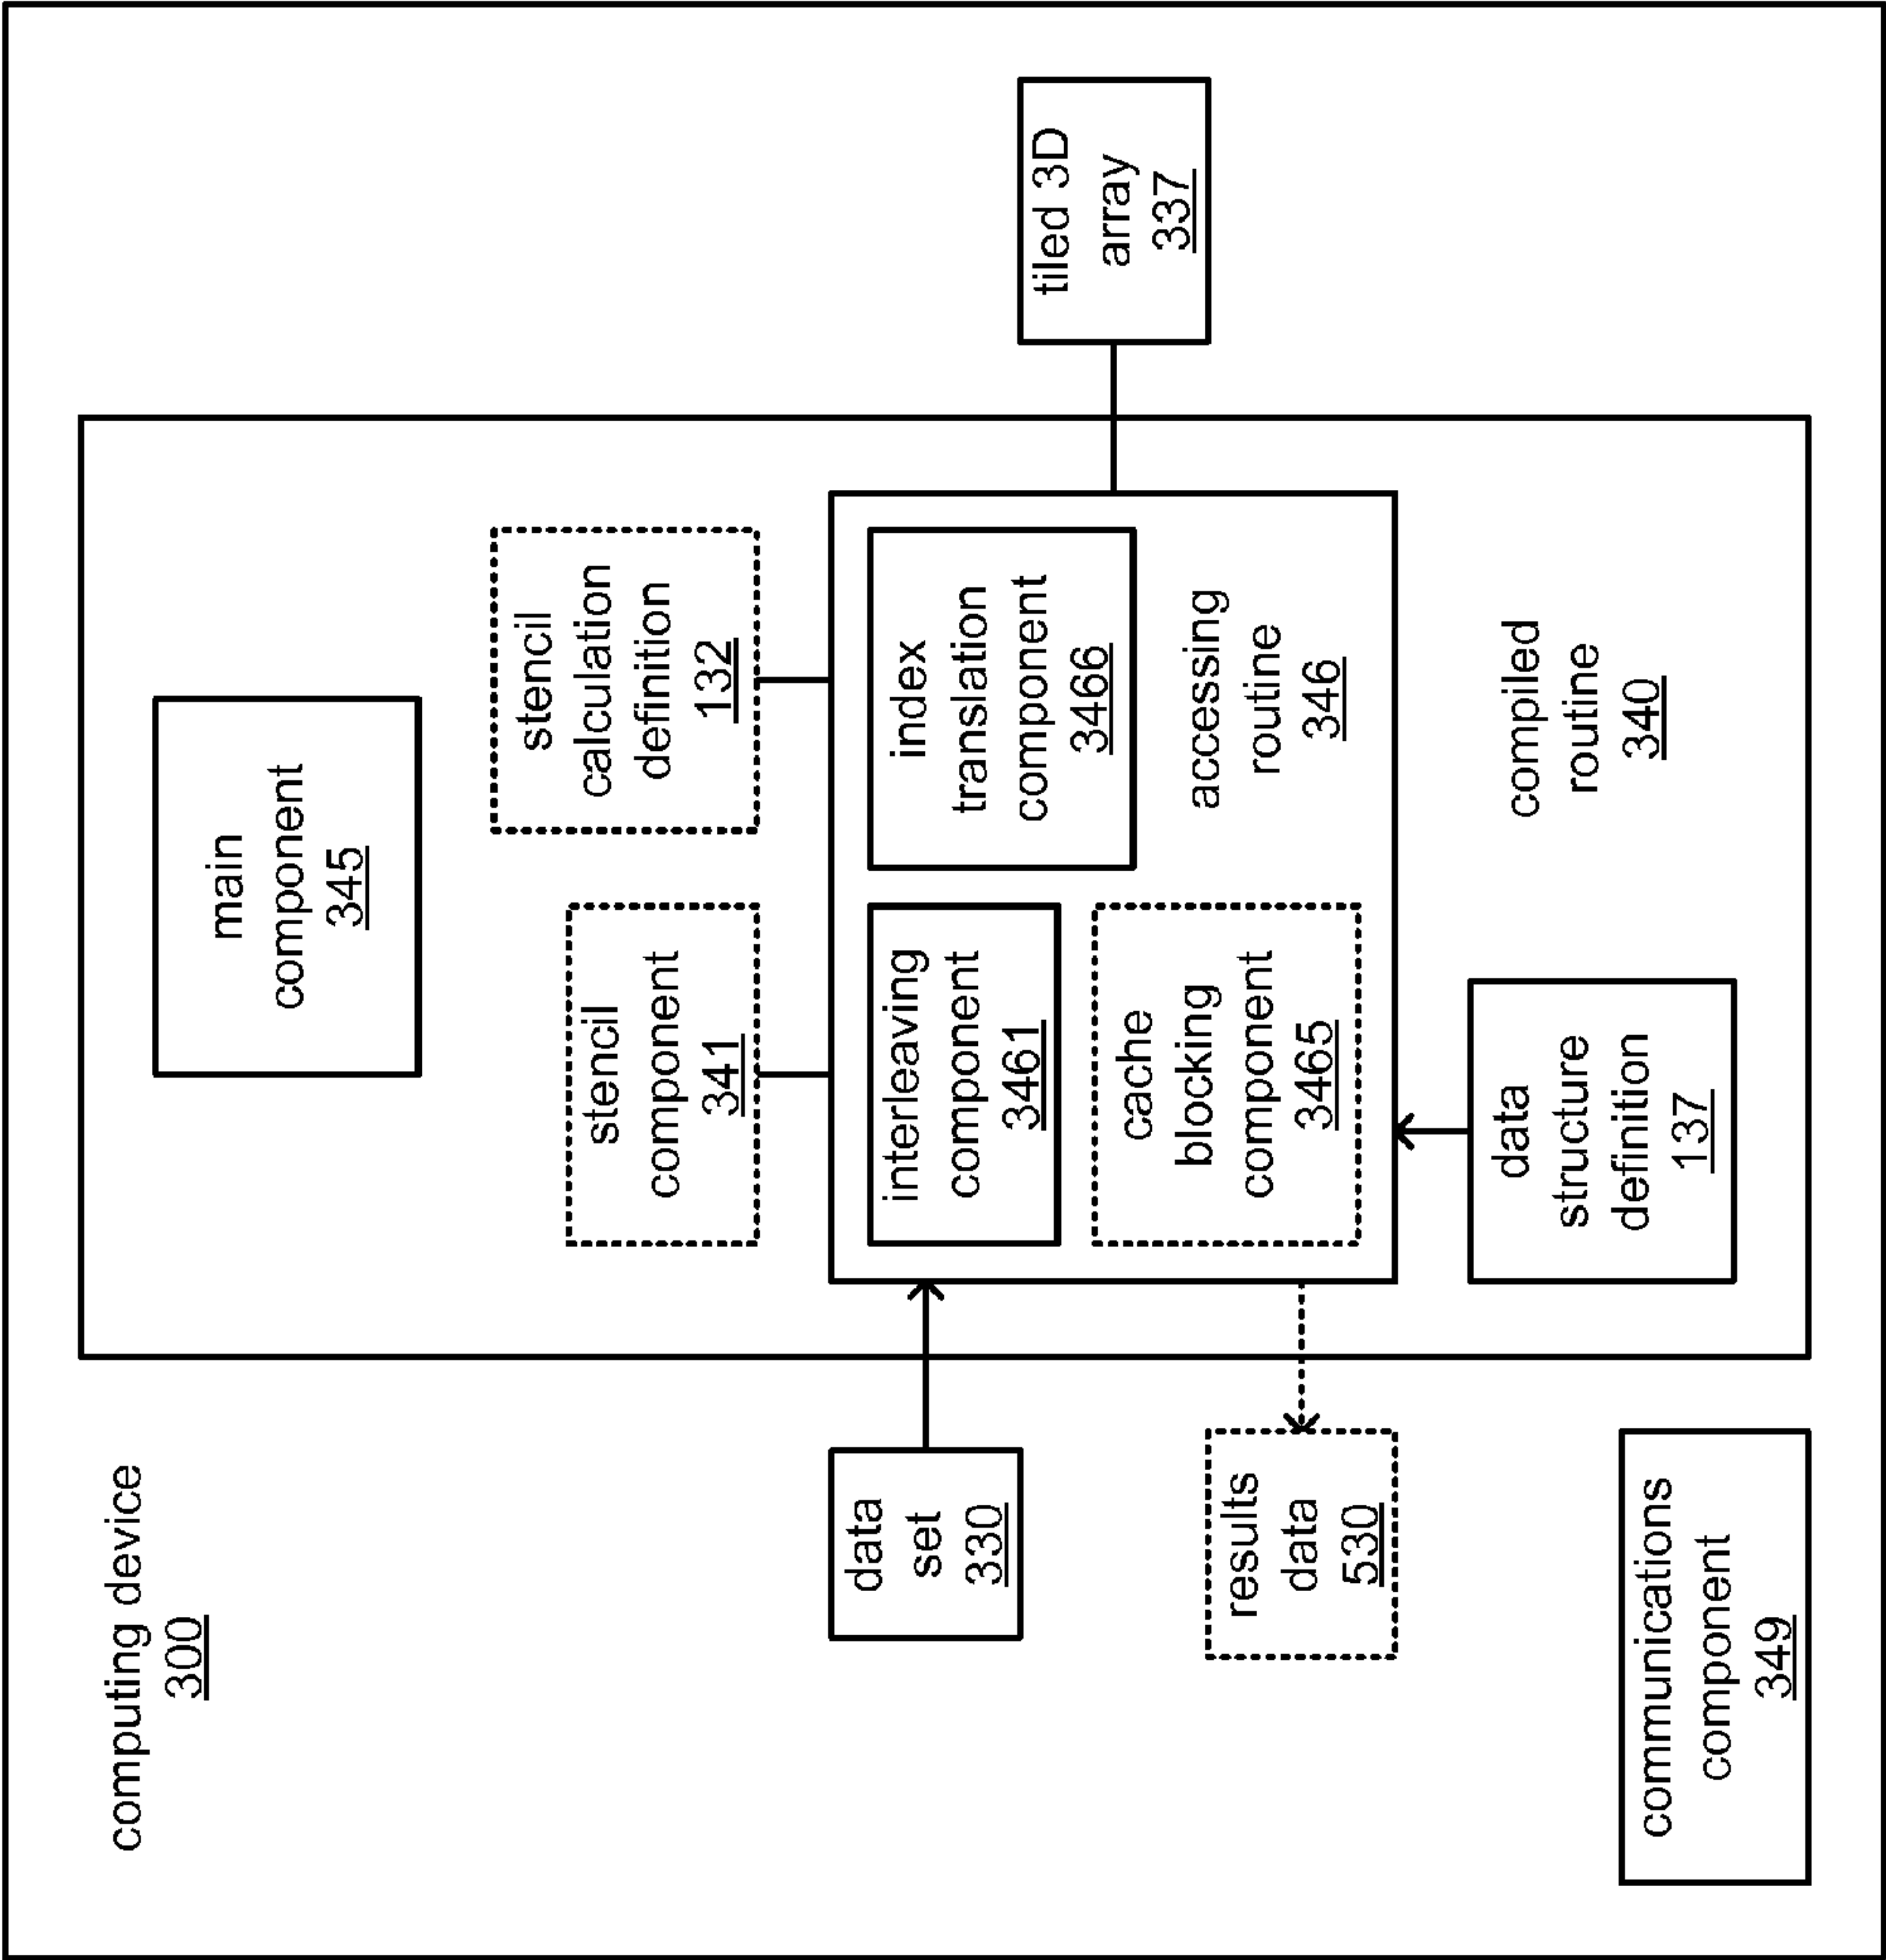 computing device
300
main
component
345
stencil
component
341
stencil
calculation
definition
132
data
set
330
interleaving
component
3461
index
translation
component
3466
tiled 3D
array
337
cache
blocking
component
3465
accessing
routine
346
results
data
530
data
structure
definition
137
compiled
routine
340
communications
component
349